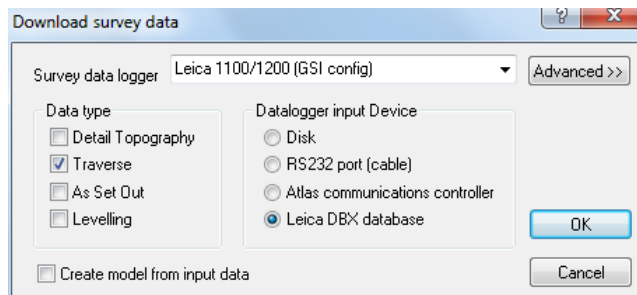 Download survey data
Survey data logger Leica 1100/1200 (GSI config) Advanced >>
Data type
Detail Topography
Traverse
As Set Out
Levelling
Datalogger input Device
Disk
RS232 port (cable)
Atlas communications controller
Leica DBX database
OK
Create model from input data
Cancel